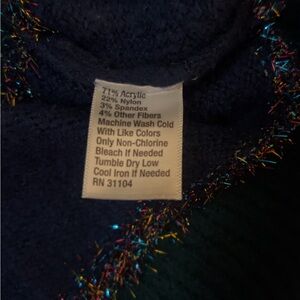 71% Acrylic
22% Nylon
3% Spandex
4% Other Fibers
Machine Wash Cold
With Like Colors
Only Non-Chlorine
Bleach If Needed
Tumble Dry Low
Cool Iron If Needed
RN 31104